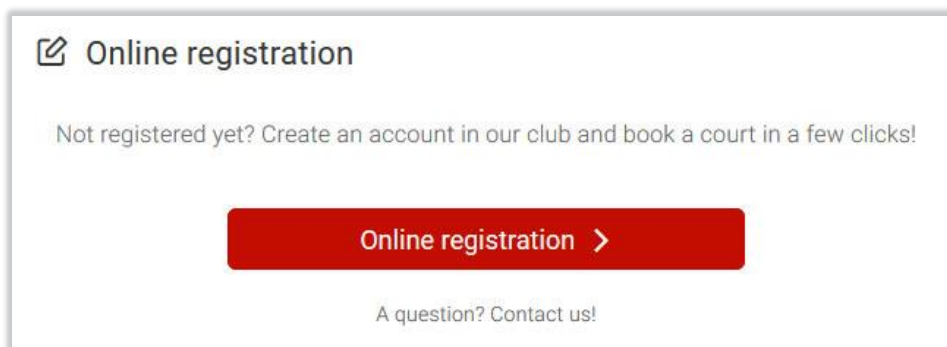 Online registration
Not registered yet? Create an account in our club and book a court in a few clicks!
Online registration
A question? Contact us!